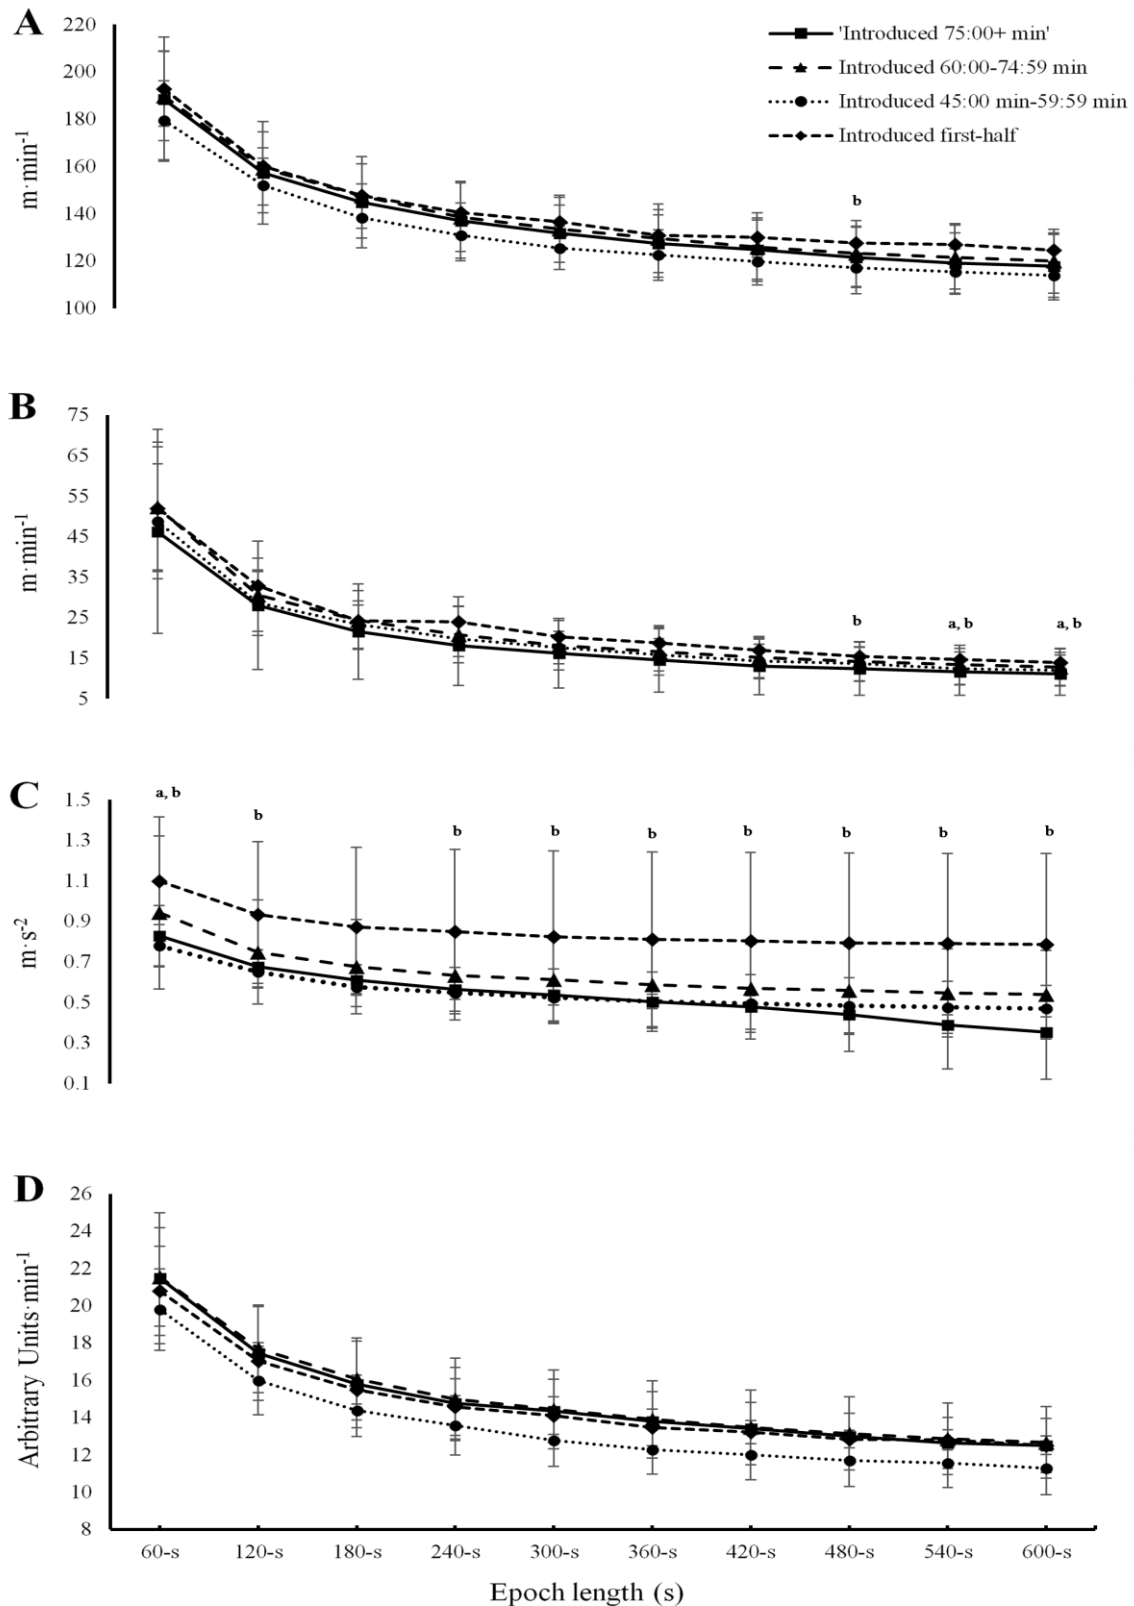 A
220
200
180
160
140
120
100
m·min-1
'Introduced 75:00+ min'
Introduced 60:00-74:59 min
Introduced 45:00 min-59:59 min
Introduced first-half
b
B
75
65
55
45
35
25
15
5
m·min-1
b
a, b
a, b
C
1.5
1.3
1.1
0.9
0.7
0.5
0.3
0.1
m·s-2
a, b
b
b
b
b
b
b
b
b
D
26
24
22
20
18
16
14
12
10
8
Arbitrary Units·min-1
60-s 120-s 180-s 240-s 300-s 360-s 420-s 480-s 540-s 600-s
Epoch length (s)